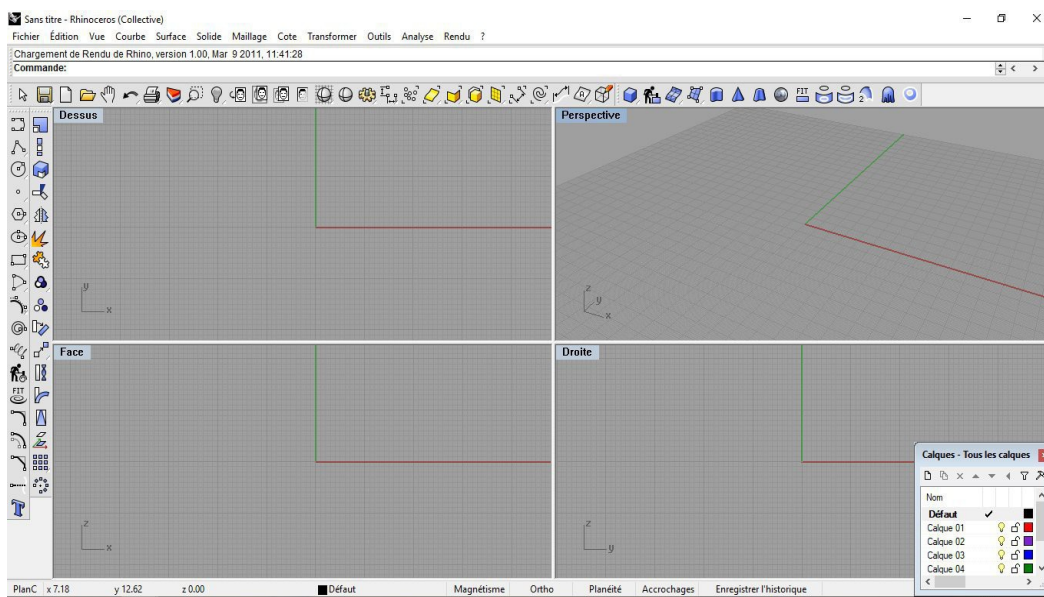 Sans titre - Rhinoceros (Collective)
Fichier Édition Vue Courbe Surface Solide Maillage Cote Transformer Outils Analyse Rendu ?
Chargement de Rendu de Rhino, version 1.00, Mar 9 2011, 11:41:28
Commande:
FIT
2
Dessus
Perspective
y
x
z
y
x
FIT
T
Face
Droite
z
x
z
y
Calques - Tous les calques
Nom
Défaut
Calque 01
Calque 02
Calque 03
Calque 04
PlanC x 7.18 y 12.62 z 0.00 Défaut Magnétisme Ortho Planéité Accrochages Enregistrer l'historique